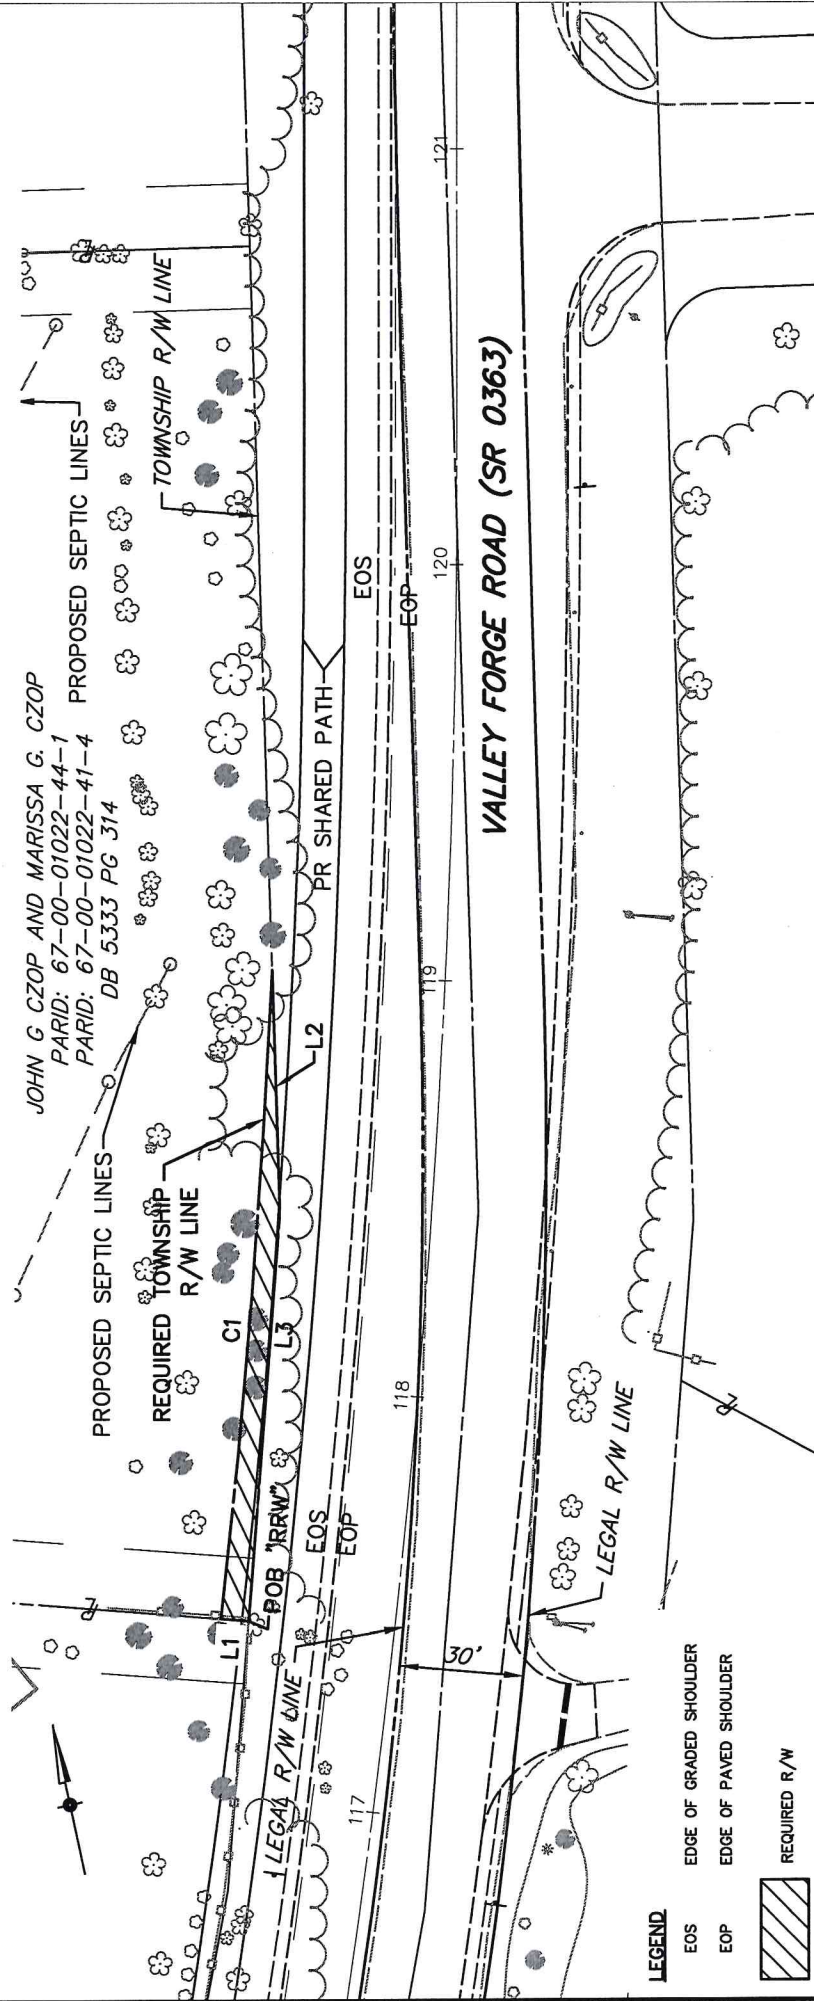 JOHN G CZOP AND MARISSA G. CZOP
PARID: 67-00-01022-44-1
PARID: 67-00-01022-41-4
DB 5333 PG 314
PROPOSED SEPTIC LINES
PROPOSED SEPTIC LINES
TOWNSHIP R/W LINE
REQUIRED TOWNSHIP
R/W LINE
C1
L1
L2
L3
POB "RRW"
PR SHARED PATH
EOS
EOP
EOS
EOP
117
118
119
120
121
VALLEY FORGE ROAD (SR 0363)
LEGAL R/W LINE
30'
LEGAL R/W LINE
LEGEND
EOS EDGE OF GRADED SHOULDER
EOP EDGE OF PAVED SHOULDER
REQUIRED R/W